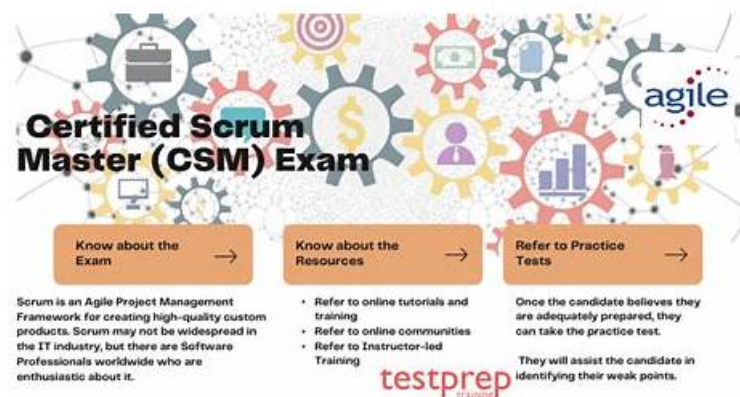 agile
Certified Scrum
Master (CSM) Exam
Know about the
Exam
Scrum is an Agile Project Management
Framework for creating high-quality custom
products. Scrum may not be widespread in
the IT industry, but there are Software
Professionals worldwide who are
enthusiastic about it.
Know about the
Resources
• Refer to online tutorials and
training
• Refer to online communities
• Refer to Instructor-led
Training
Refer to Practice
Tests
Once the candidate believes they
are adequately prepared, they
can take the practice test.
They will assist the candidate in
identifying their weak points.
testprep
TRAINING